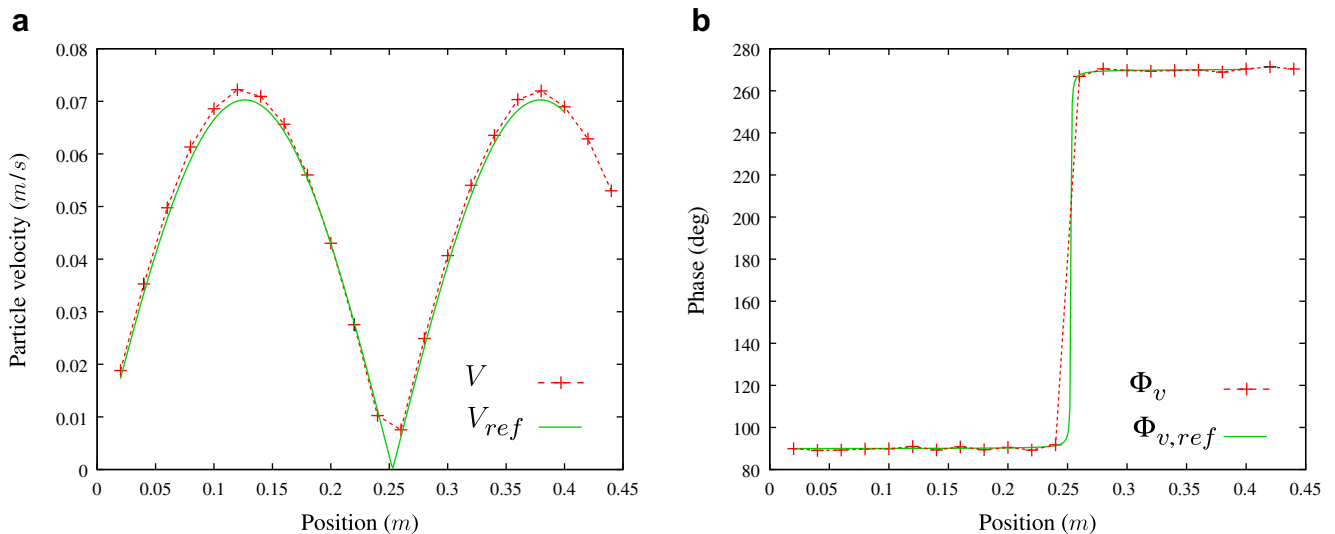 a
0.08
0.07
0.06
0.05
0.04
0.03
0.02
0.01
0
Particle velocity (m/s)
V
V_ref
0 0.05 0.1 0.15 0.2 0.25 0.3 0.35 0.4 0.45
Position (m)
b
280
260
240
220
200
180
160
140
120
100
80
Phase (deg)
Φ_v
Φ_v,ref
0 0.05 0.1 0.15 0.2 0.25 0.3 0.35 0.4 0.45
Position (m)